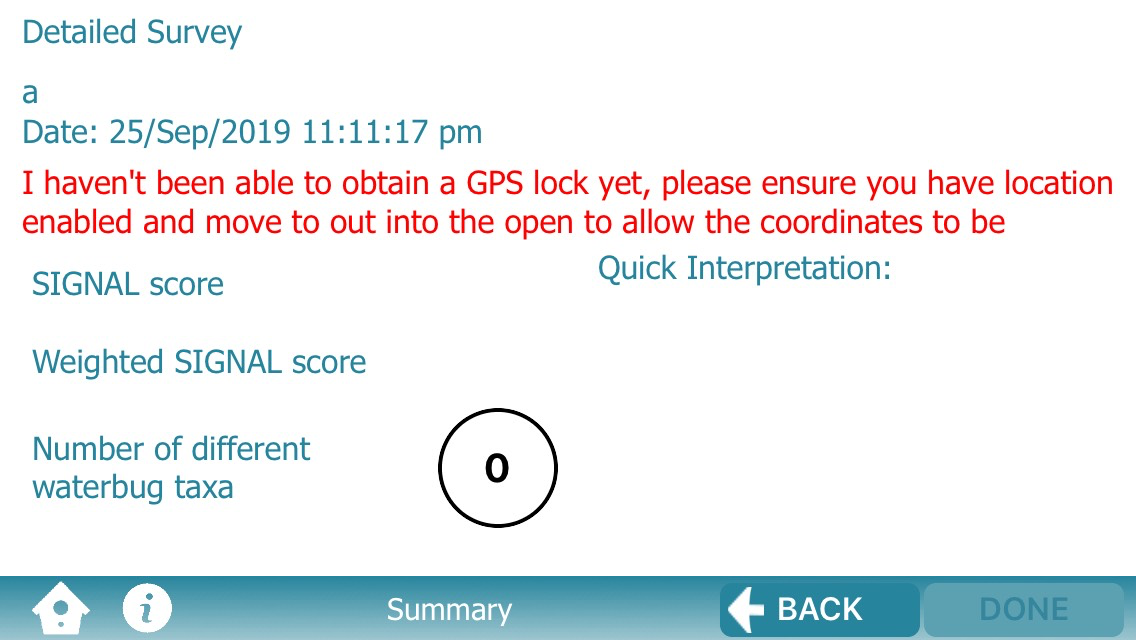 Detailed Survey
a
Date: 25/Sep/2019 11:11:17 pm
I haven't been able to obtain a GPS lock yet, please ensure you have location
enabled and move to out into the open to allow the coordinates to be
Quick Interpretation:
SIGNAL score
Weighted SIGNAL score
Number of different
waterbug taxa
0
Summary
BACK
DONE